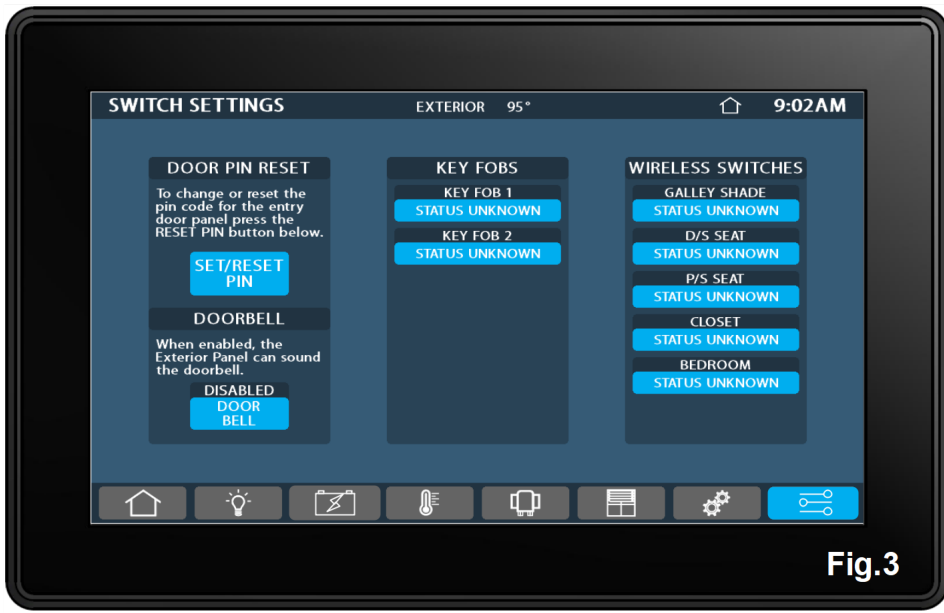 SWITCH SETTINGS EXTERIOR 95° 9:02AM
DOOR PIN RESET
To change or reset the
pin code for the entry
door panel press the
RESET PIN button below.
SET/RESET
PIN
DOORBELL
When enabled, the
Exterior Panel can sound
the doorbell.
DISABLED
DOOR
BELL
KEY FOBS
KEY FOB 1
STATUS UNKNOWN
KEY FOB 2
STATUS UNKNOWN
WIRELESS SWITCHES
GALLEY SHADE
STATUS UNKNOWN
D/S SEAT
STATUS UNKNOWN
P/S SEAT
STATUS UNKNOWN
CLOSET
STATUS UNKNOWN
BEDROOM
STATUS UNKNOWN
Fig.3